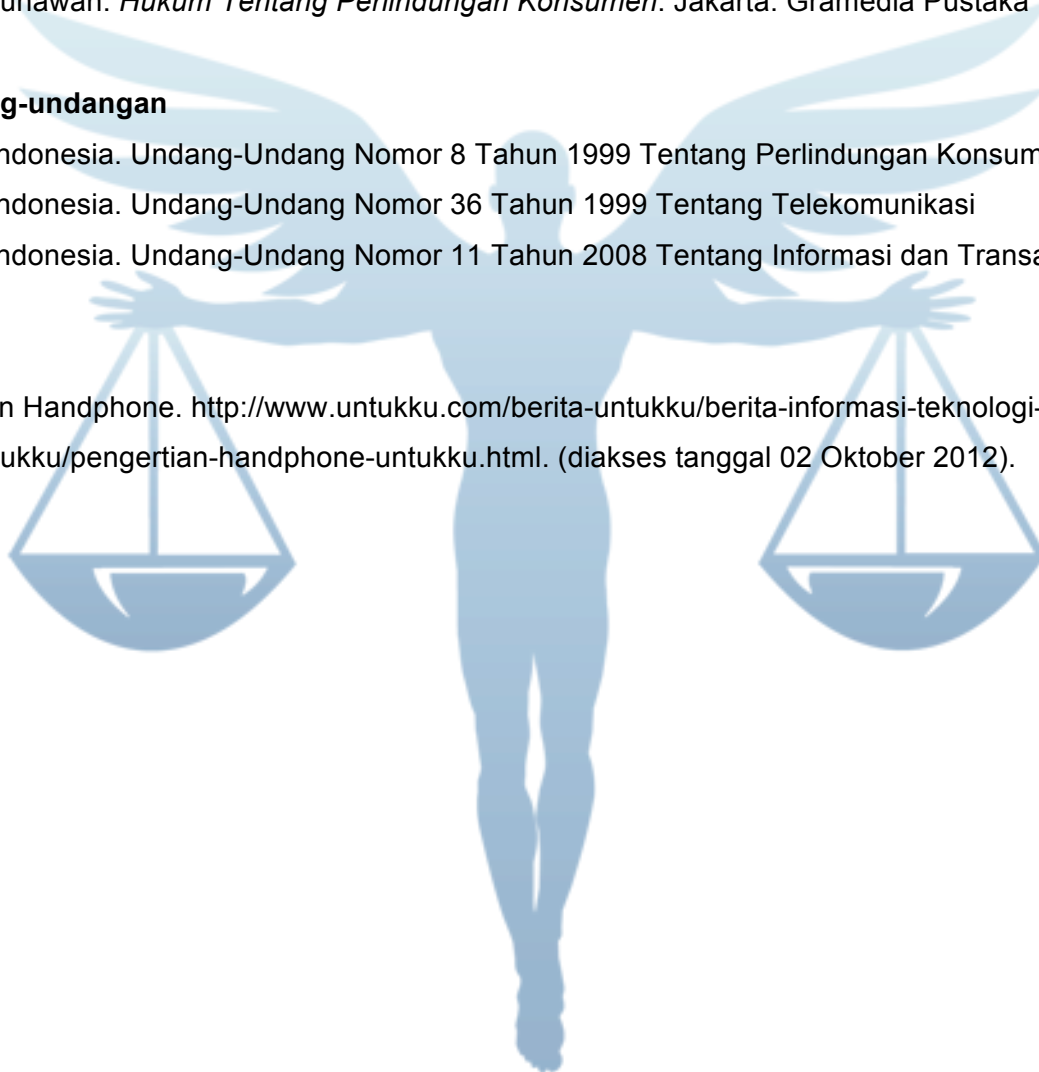 unawan. Hukum Tentang Perlindungan Konsumen. Jakarta: Gramedia Pustaka
g-undangan
ndonesia. Undang-Undang Nomor 8 Tahun 1999 Tentang Perlindungan Konsum
ndonesia. Undang-Undang Nomor 36 Tahun 1999 Tentang Telekomunikasi
ndonesia. Undang-Undang Nomor 11 Tahun 2008 Tentang Informasi dan Transa
n Handphone. http://www.untukku.com/berita-untukku/berita-informasi-teknologi-
ukku/pengertian-handphone-untukku.html. (diakses tanggal 02 Oktober 2012).